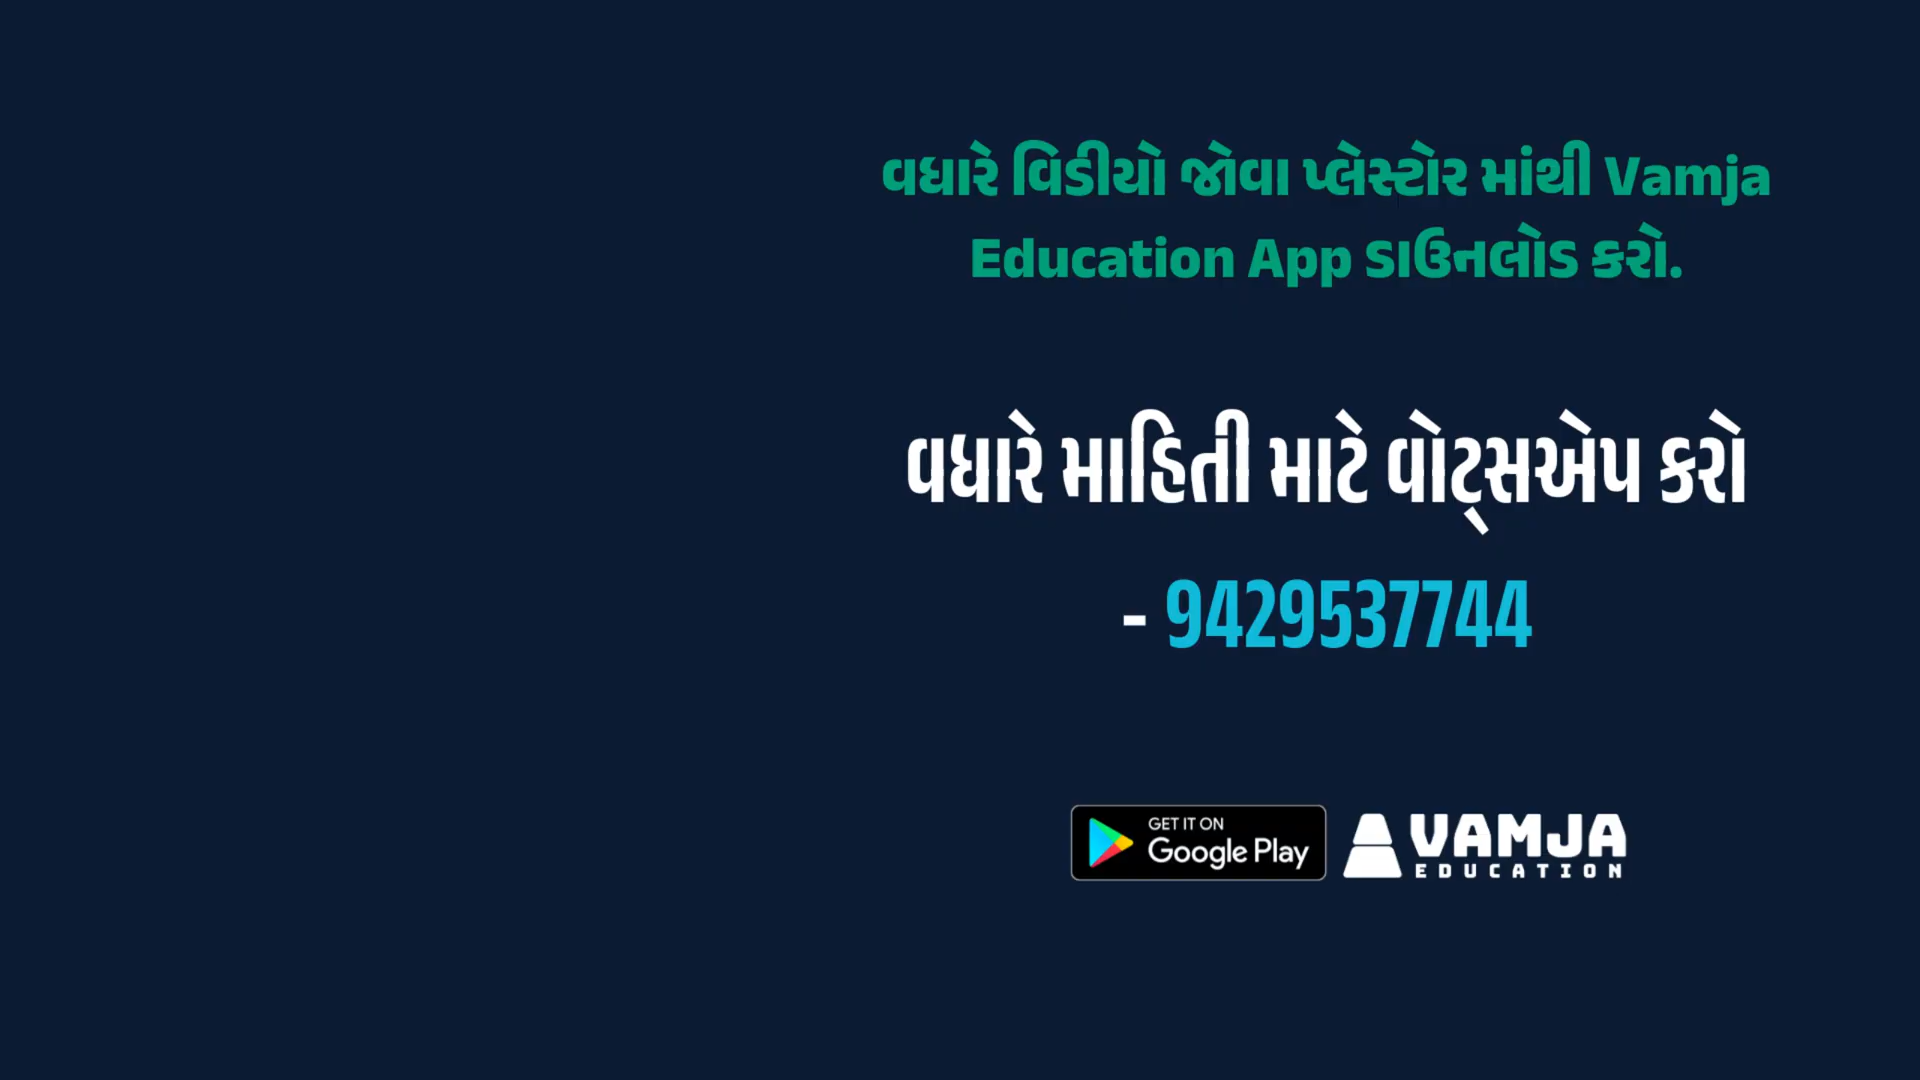 વધારે વિડીયો જોવા પ્લેસ્ટોર માંથી Vamja
Education App ડાઉનલોડ કરો.
વધારે માહિતી માટે વોટ્સએપ કરો
- 9429537744
GET IT ON
Google Play
VAMJA
EDUCATION